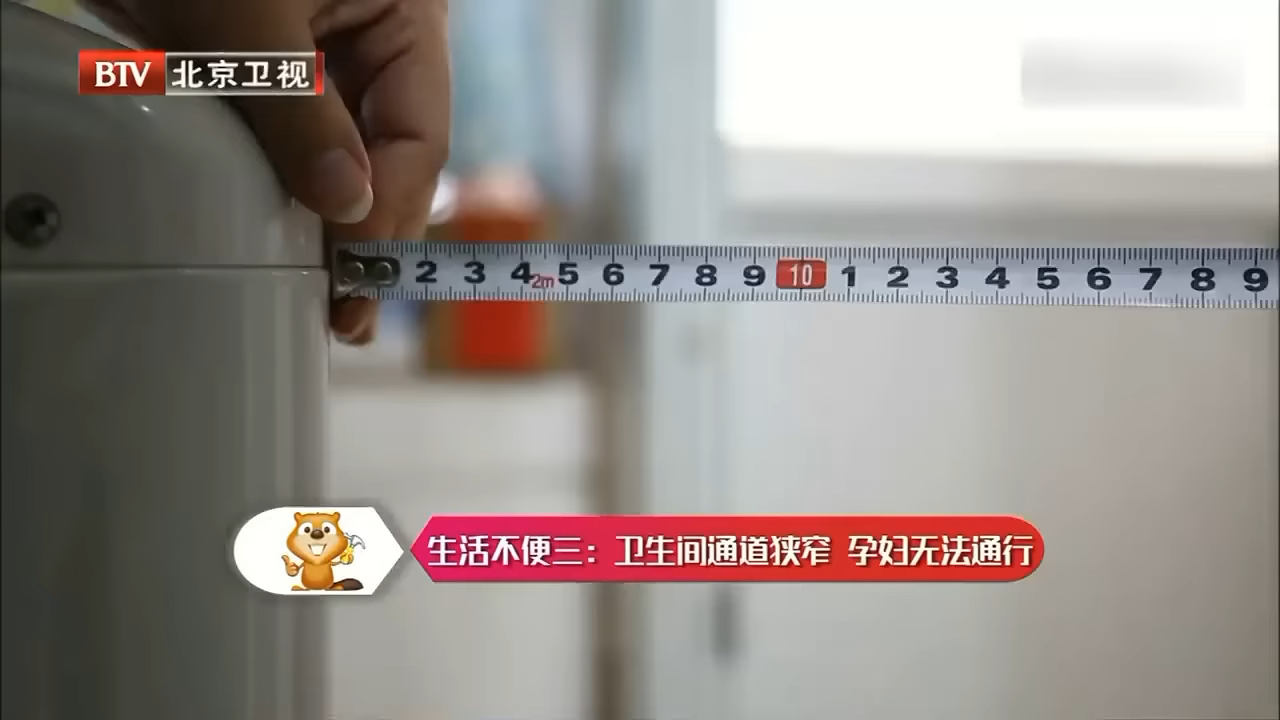 BTV 北京卫视
2 3 4 2m 5 6 7 8 9 10 1 2 3 4 5 6 7 8 9
生活不便三：卫生间通道狭窄 孕妇无法通行